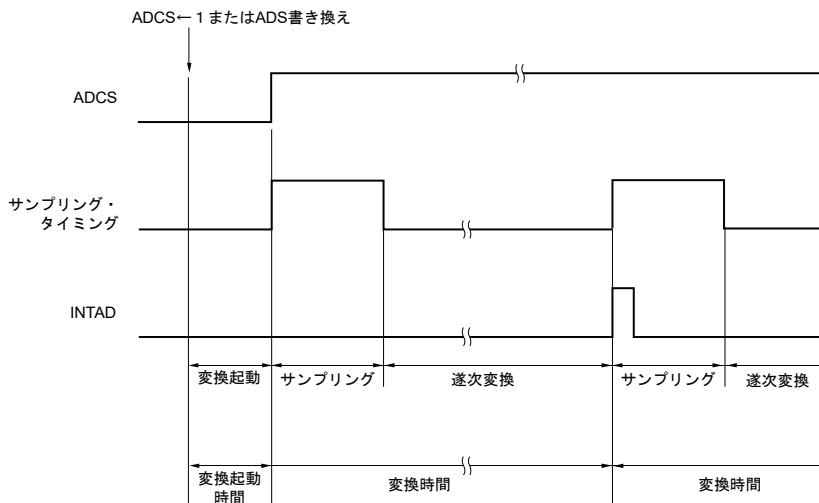 ADCS←1またはADS書き換え
ADCS
サンプリング・
タイミング
INTAD
変換起動
サンプリング
逐次変換
サンプリング
逐次変換
変換起動
時間
変換時間
変換時間